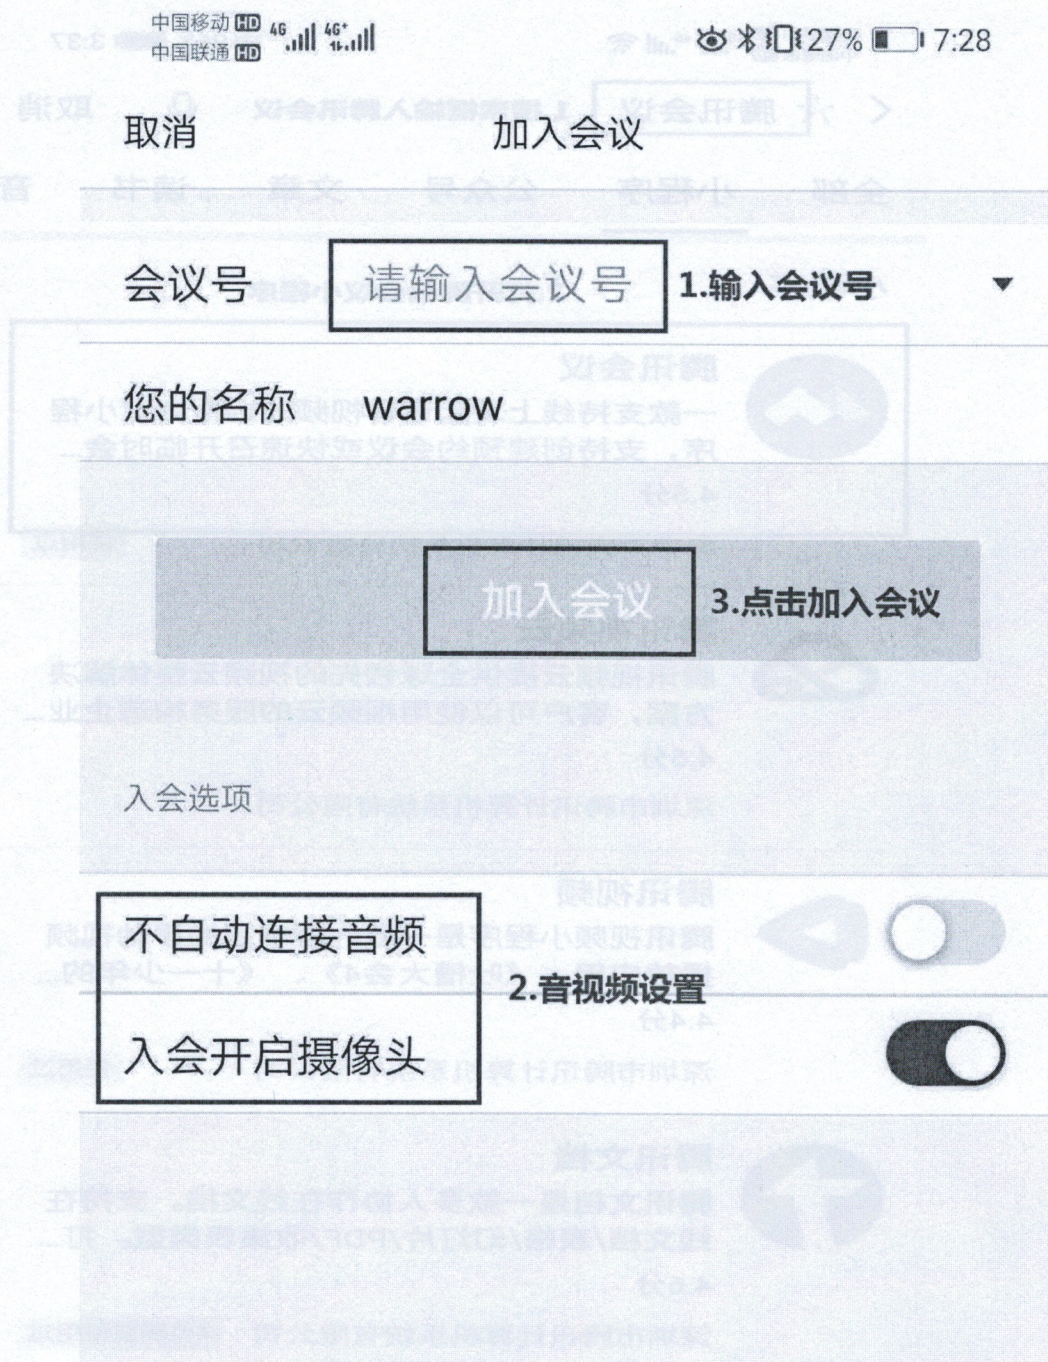 中国移动 HD 4G 4G+ 27% 7:28
中国联通 HD
取消 加入会议
会议号 请输入会议号 1.输入会议号
您的名称 warrow
加入会议 3.点击加入会议
入会选项
不自动连接音频
2.音视频设置
入会开启摄像头